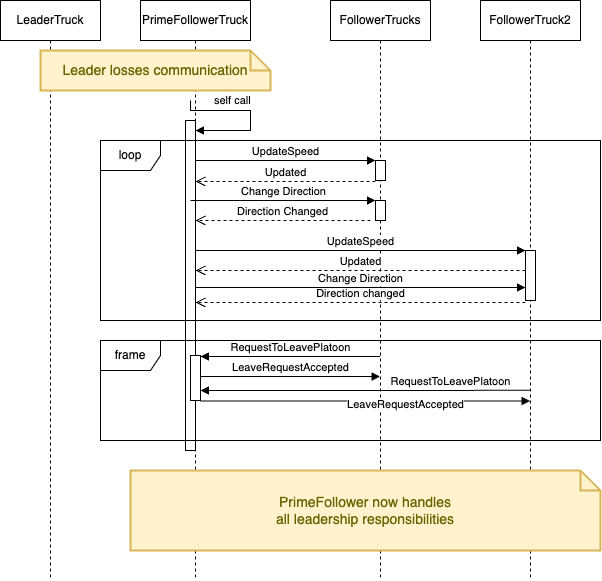 LeaderTruck
PrimeFollowerTruck
FollowerTrucks
FollowerTruck2
Leader losses communication
self call
loop
UpdateSpeed
Updated
Change Direction
Direction Changed
UpdateSpeed
Updated
Change Direction
Direction changed
frame
RequestToLeavePlatoon
LeaveRequestAccepted
RequestToLeavePlatoon
LeaveRequestAccepted
PrimeFollower now handles
all leadership responsibilities